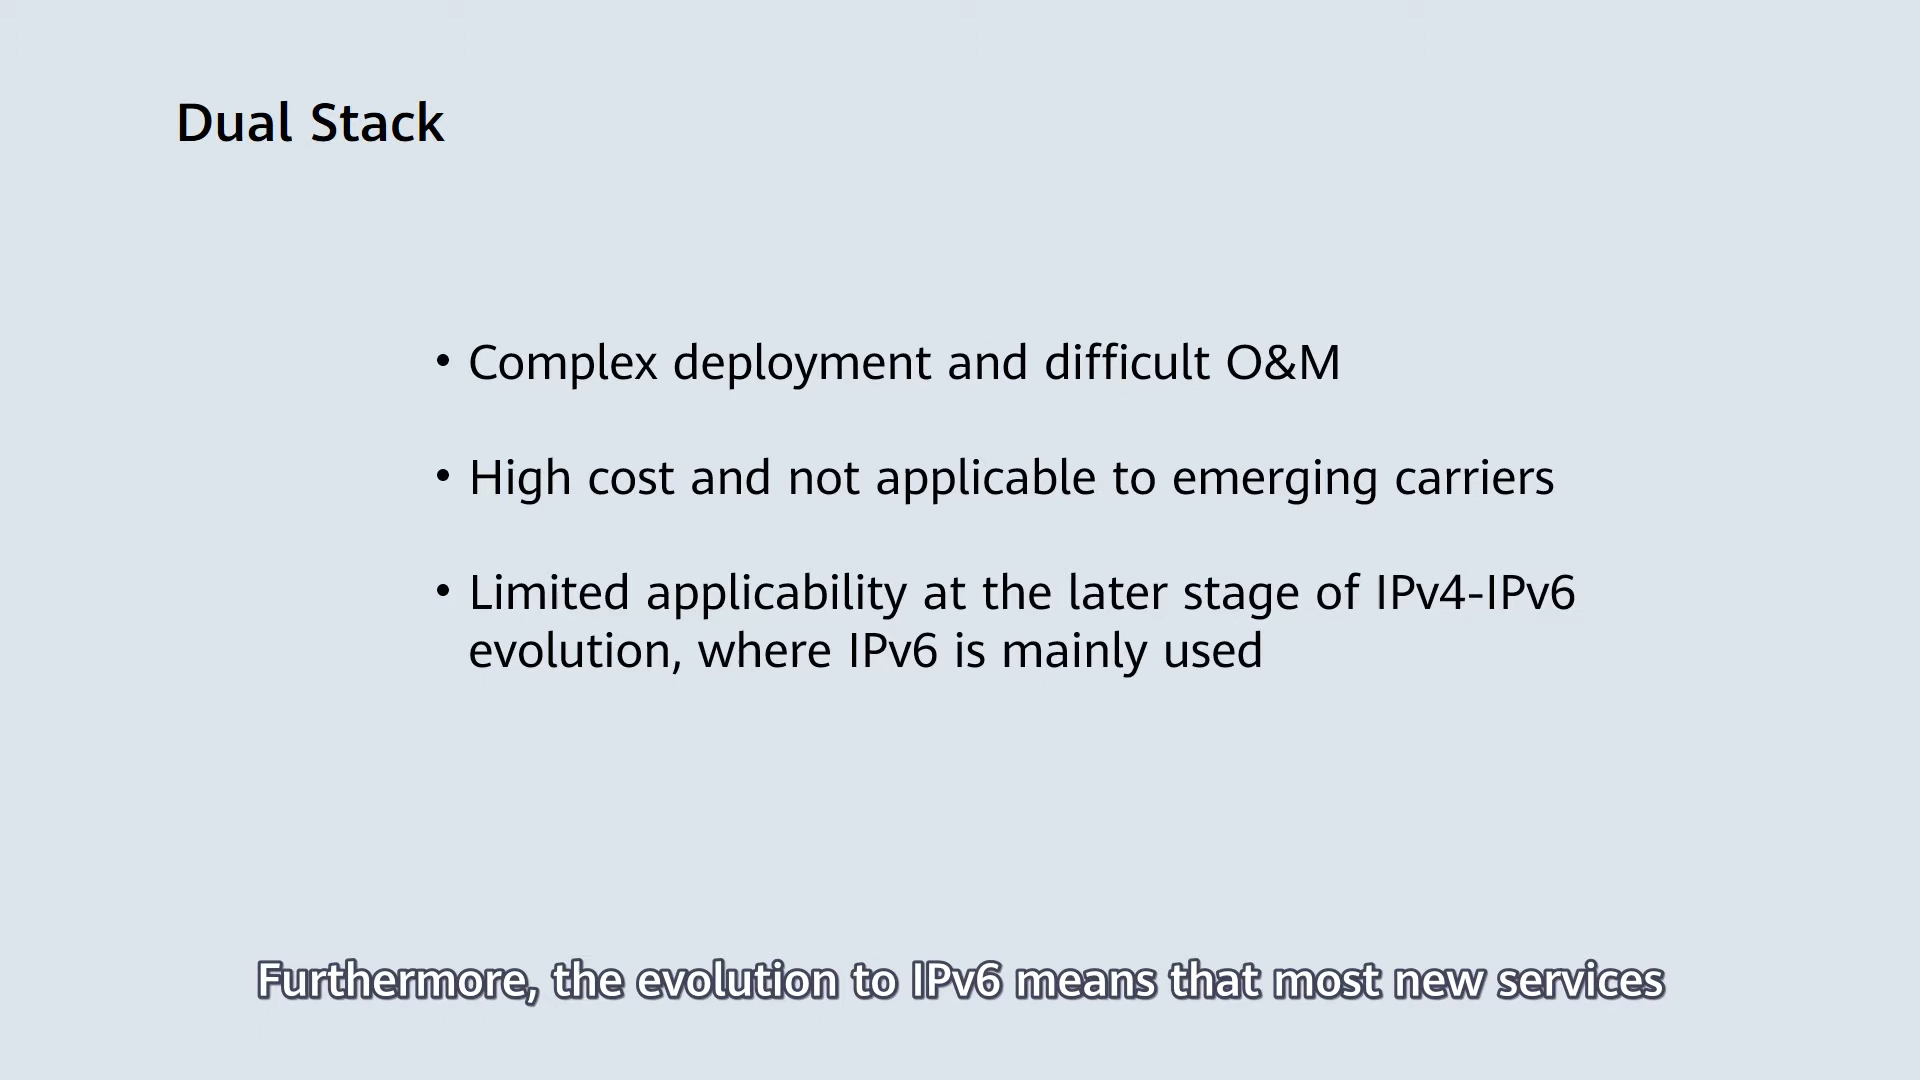 Dual Stack
• Complex deployment and difficult O&M
• High cost and not applicable to emerging carriers
• Limited applicability at the later stage of IPv4-IPv6
evolution, where IPv6 is mainly used
Furthermore, the evolution to IPv6 means that most new services